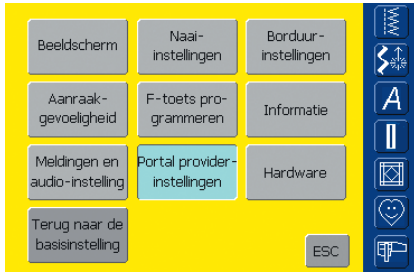 Beeldscherm
Naai-
instellingen
Borduur-
instellingen
Aanraak-
gevoeligheid
F-toets pro-
grammeren
Informatie
Meldingen en
audio-instelling
Portal provider-
instellingen
Hardware
Terug naar de
basisinstelling
ESC
A